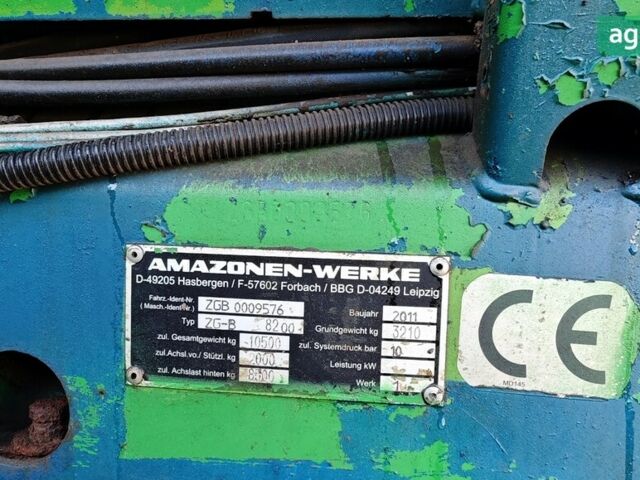 ag
AMAZONEN-WERKE
D-49205 Hasbergen / F-57602 Forbach / BBG D-04249 Leipzig
Fahrz.-Ident-Nr. (Masch.-Ident-Nr.) ZGB 0009576 Baujahr 2011
Typ ZG-B 8200 Grundgewicht kg 3210
zul. Gesamtgewicht kg 10500 zul. Systemdruck bar 10
zul.Achsl.vo./Stützl. kg 2000 Leistung kW
zul. Achslast hinten kg Werk 1
CE
MD145